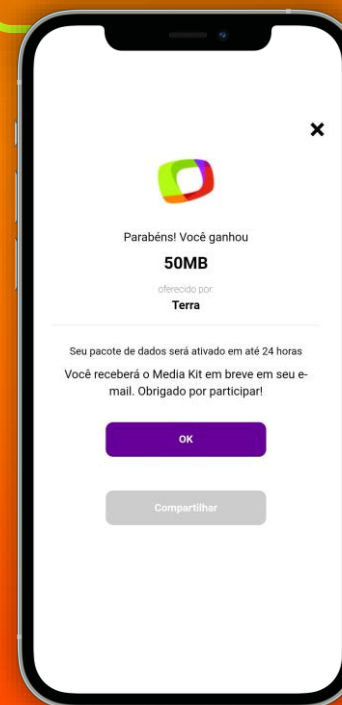 Parabéns! Você ganhou
50MB
oferecido por:
Terra
Seu pacote de dados será ativado em até 24 horas
Você receberá o Media Kit em breve em seu e-
mail. Obrigado por participar!
OK
Compartilhar